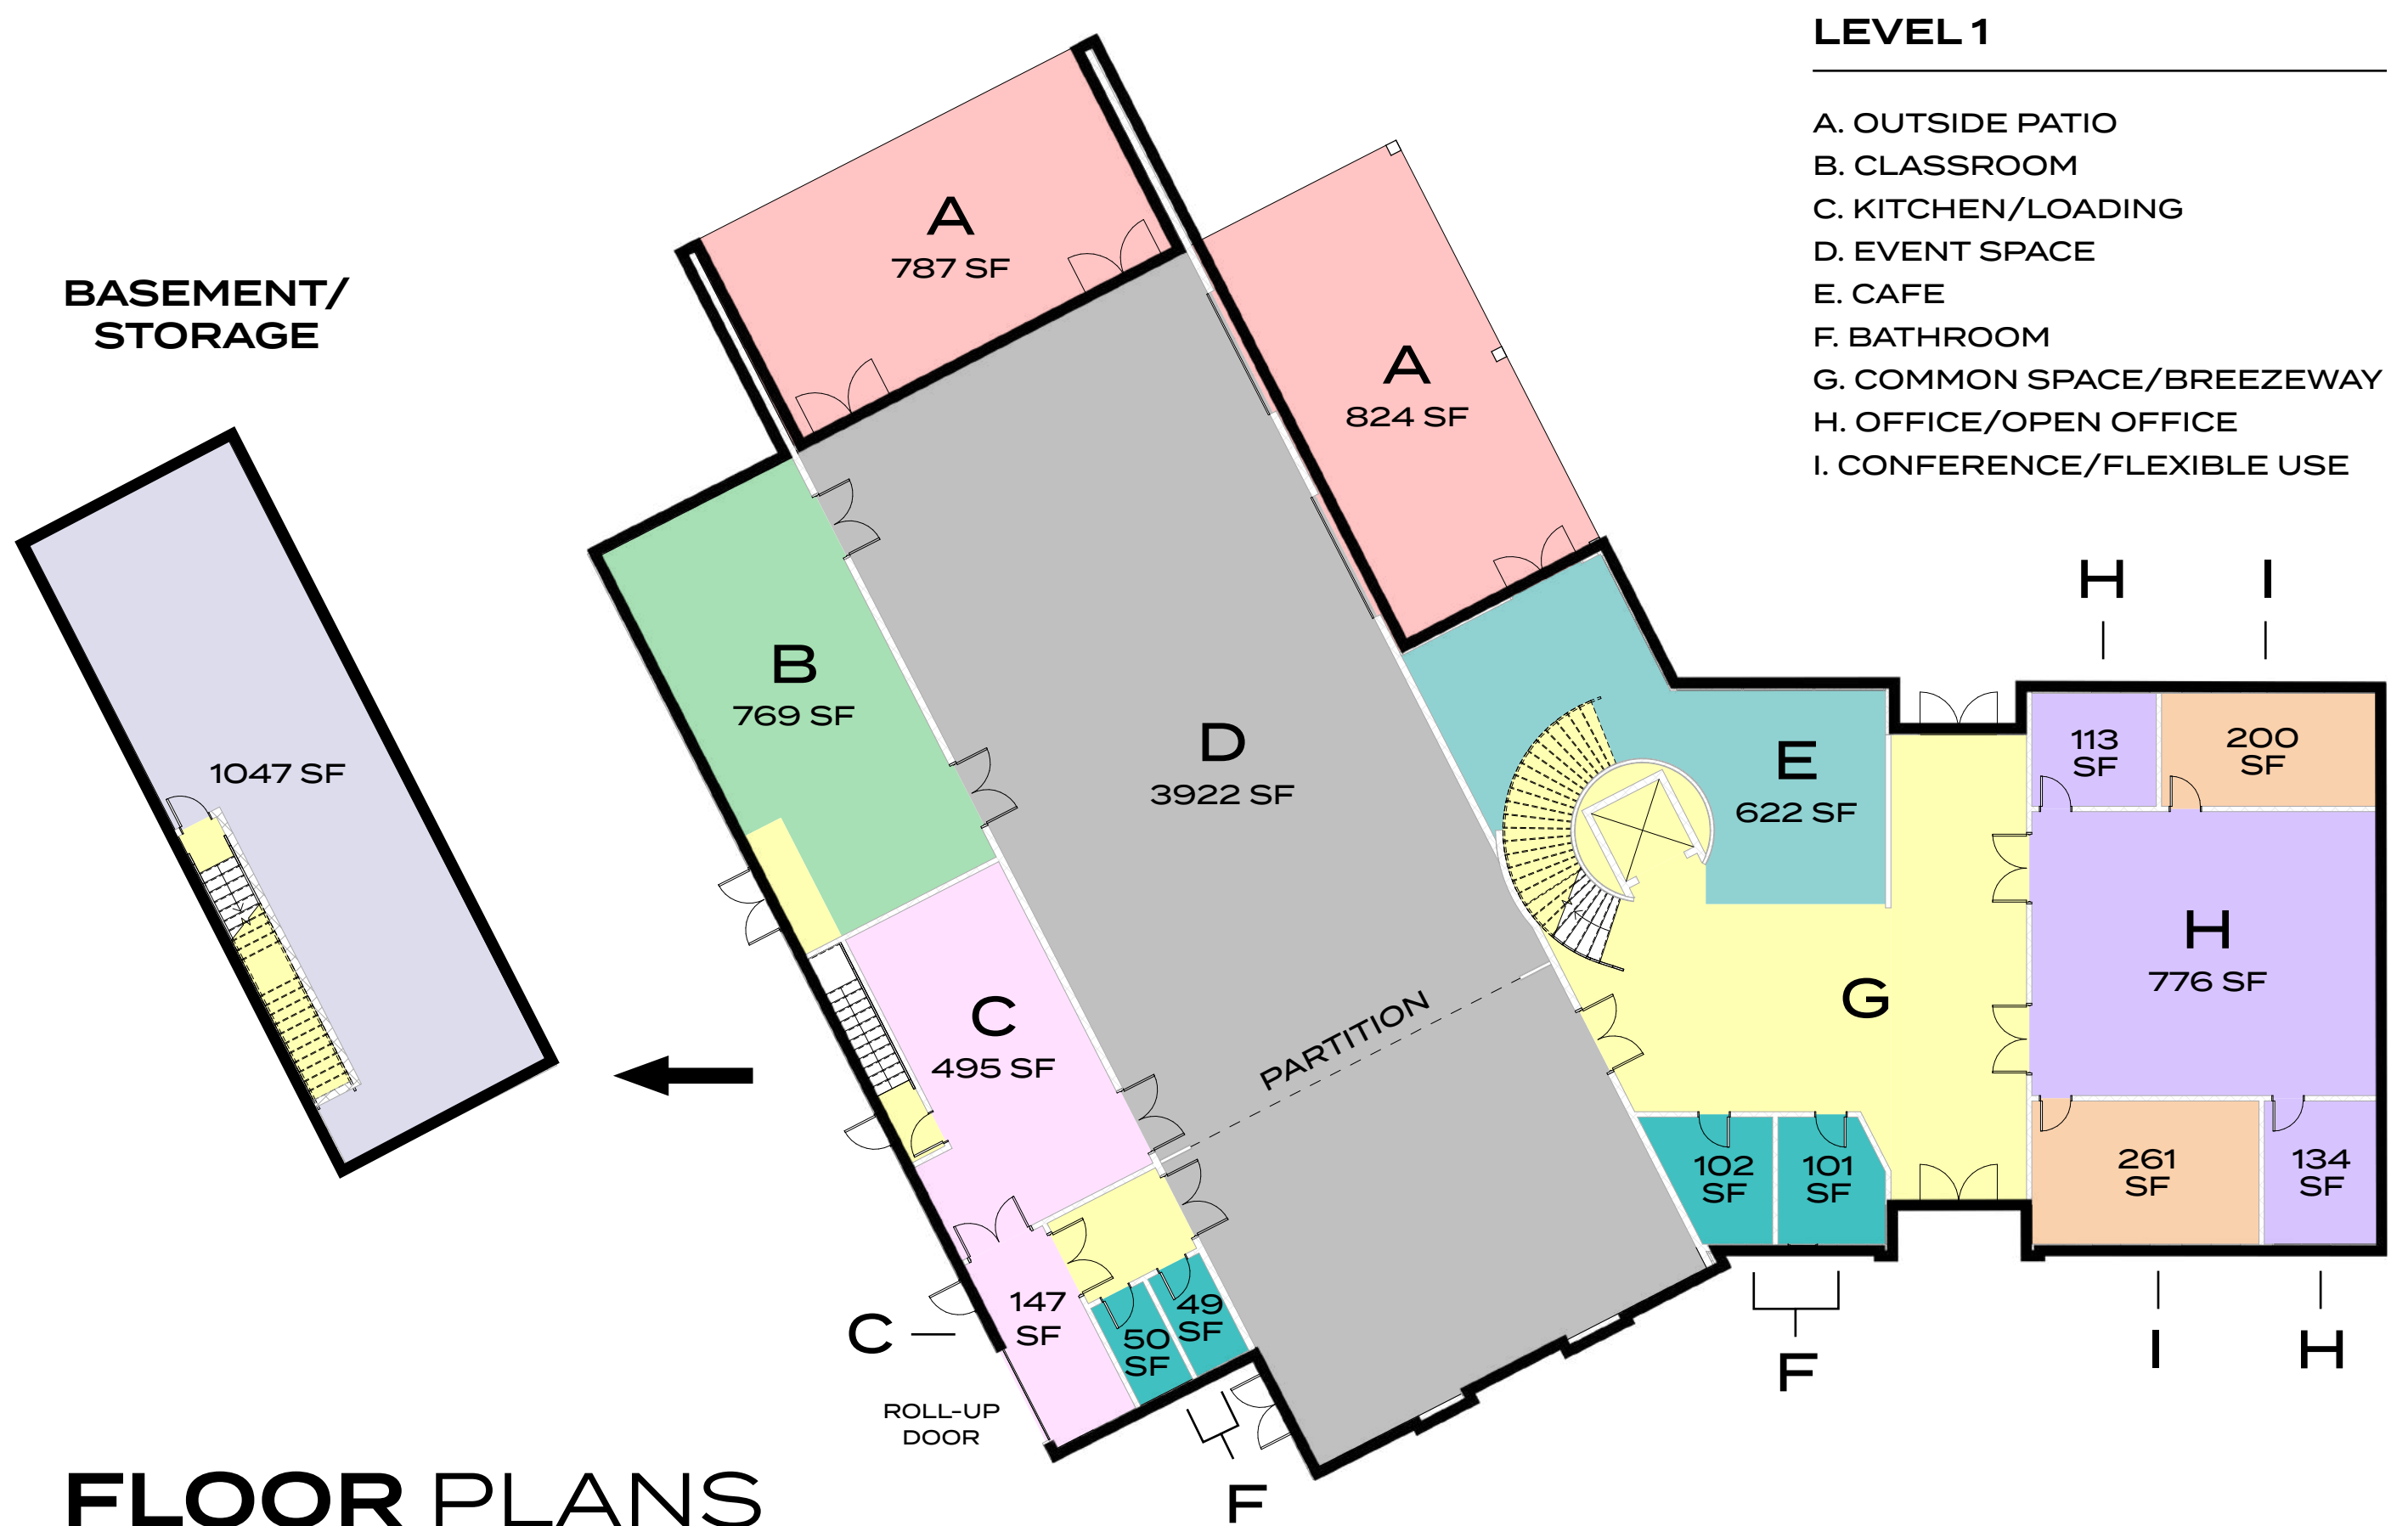 LEVEL 1
A. OUTSIDE PATIO
B. CLASSROOM
C. KITCHEN/LOADING
D. EVENT SPACE
E. CAFE
F. BATHROOM
G. COMMON SPACE/BREEZEWAY
H. OFFICE/OPEN OFFICE
I. CONFERENCE/FLEXIBLE USE
BASEMENT/
STORAGE
1047 SF
A
787 SF
A
824 SF
B
769 SF
D
3922 SF
E
622 SF
H
I
113
SF
200
SF
H
776 SF
G
C
495 SF
PARTITION
102
SF
101
SF
261
SF
134
SF
147
SF
50
SF
49
SF
C
F
I
H
ROLL-UP
DOOR
F
FLOOR PLANS